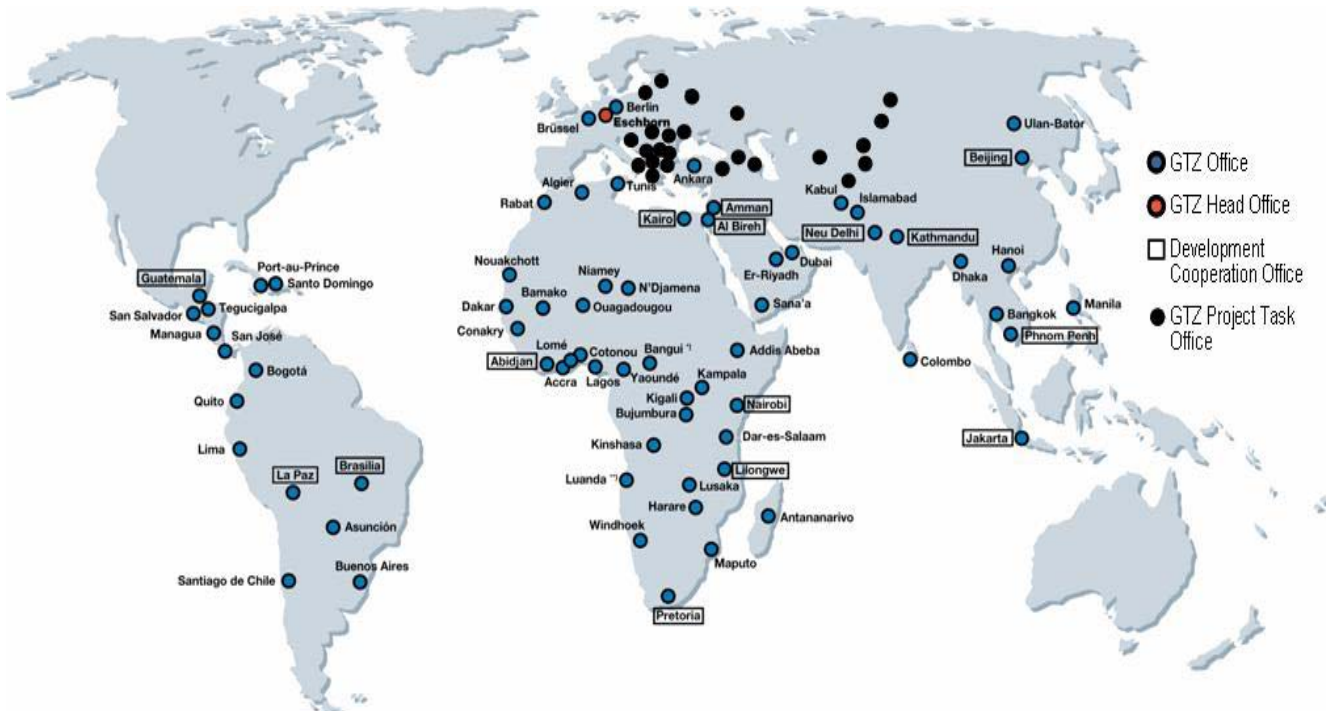 Berlin
Eschborn
Brüssel
Ulan-Bator
Beijing
Ankara
Tunis
Algier
Rabat
Kabul
Islamabad
Amman
Kairo
Al Bireh
Neu Delhi
Kathmandu
Hanoi
Dubai
Er-Riyadh
Dhaka
Guatemala
Port-au-Prince
Santo Domingo
Nouakchott
Niamey
N'Djamena
Bamako
Ouagadougou
Sana'a
Manila
Tegucigalpa
San Salvador
Dakar
Bangkok
Managua
San José
Conakry
Phnom Penh
Lomé
Cotonou
Bangui *)
Addis Abeba
Abidjan
Accra
Lagos
Yaoundé
Kampala
Colombo
Bogotá
Quito
Kigali
Nairobi
Bujumbura
Lima
Kinshasa
Dar-es-Salaam
Jakarta
La Paz
Brasilia
Luanda **)
Lilongwe
Lusaka
Harare
Asunción
Windhoek
Antananarivo
Maputo
Buenos Aires
Santiago de Chile
Pretoria
GTZ Office
GTZ Head Office
Development
Cooperation Office
GTZ Project Task
Office